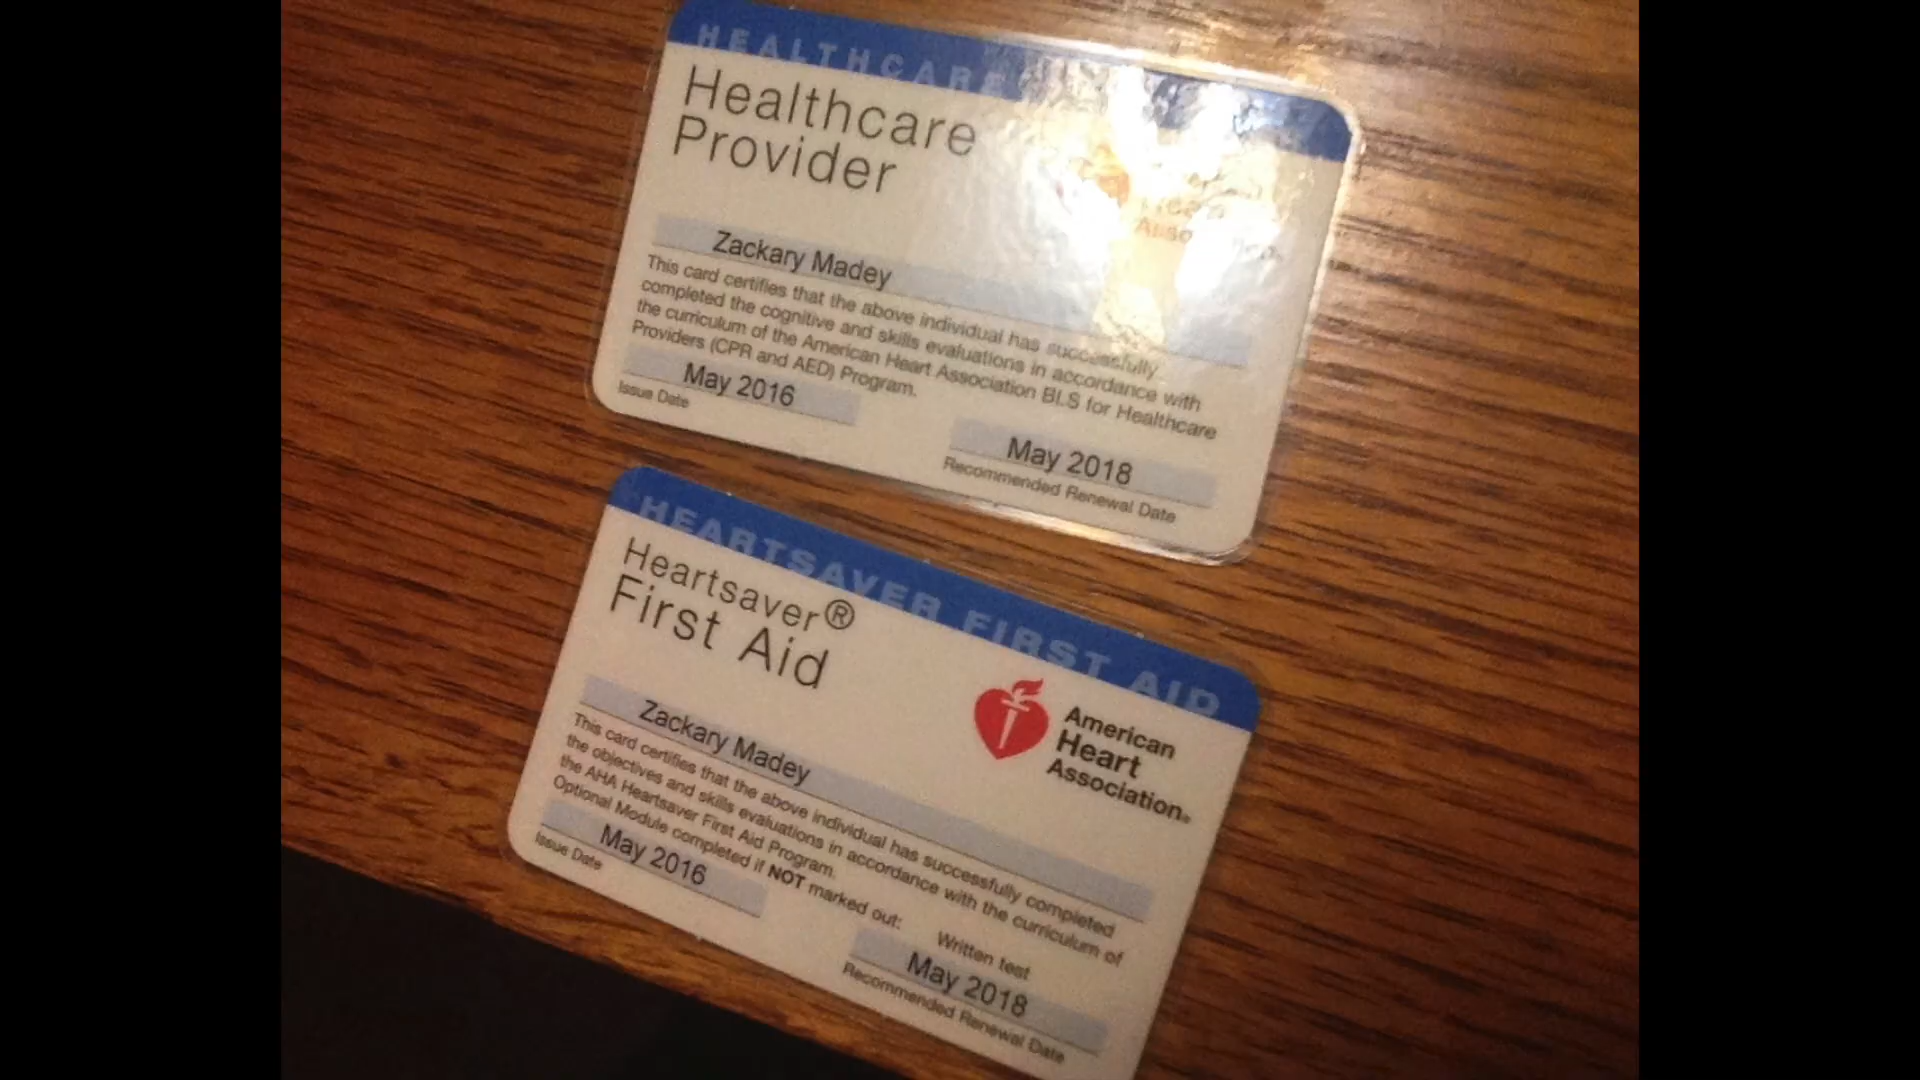 HEALTHCARE
Healthcare
Provider
Zackary Madey
This card certifies that the above individual has successfully
completed the cognitive and skills evaluations in accordance with
the curriculum of the American Heart Association BLS for Healthcare
Providers (CPR and AED) Program.
May 2016
Issue Date
May 2018
Recommended Renewal Date
HEARTSAVER FIRST AID
Heartsaver®
First Aid
American
Heart
Association®
Zackary Madey
This card certifies that the above individual has successfully completed
the objectives and skills evaluations in accordance with the curriculum of
the AHA Heartsaver First Aid Program.
Optional Module completed if NOT marked out:
Written test
May 2016
Issue Date
May 2018
Recommended Renewal Date